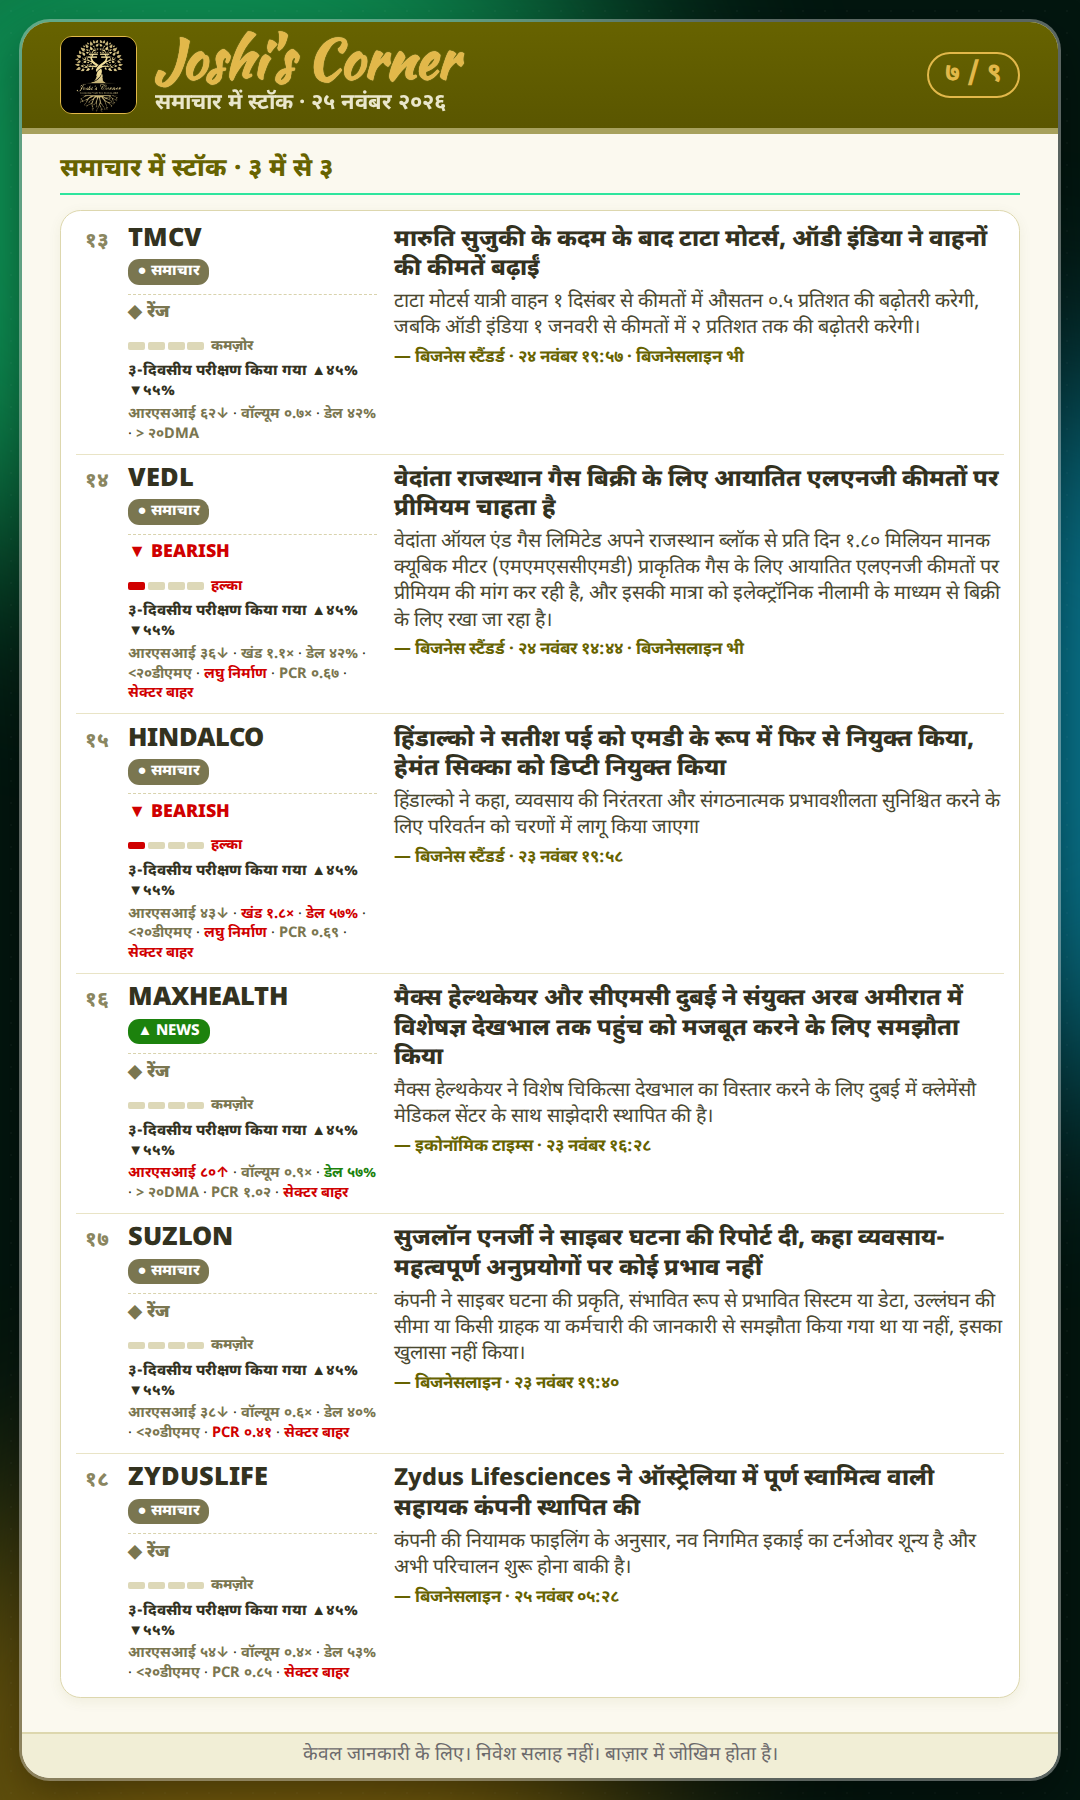 Joshi's Corner
समाचार में स्टॉक · २५ नवंबर २०२६
७ / ९
Joshi's Corner
समाचार में स्टॉक · ३ में से ३
१३
TMCV
• समाचार
◆ रेंज
कमज़ोर
३-दिवसीय परीक्षण किया गया ▲४५%
▼५५%
आरएसआई ६२↓ · वॉल्यूम ०.७× · डेल ४२%
· > २०DMA
मारुति सुजुकी के कदम के बाद टाटा मोटर्स, ऑडी इंडिया ने वाहनों
की कीमतें बढ़ाईं
टाटा मोटर्स यात्री वाहन १ दिसंबर से कीमतों में औसतन ०.५ प्रतिशत की बढ़ोतरी करेगी,
जबकि ऑडी इंडिया १ जनवरी से कीमतों में २ प्रतिशत तक की बढ़ोतरी करेगी।
— बिजनेस स्टैंडर्ड · २४ नवंबर १९:५७ · बिजनेसलाइन भी
१४
VEDL
• समाचार
▼ BEARISH
हल्का
३-दिवसीय परीक्षण किया गया ▲४५%
▼५५%
आरएसआई ३६↓ · खंड १.१× · डेल ४२% ·
<२०डीएमए · लघु निर्माण · PCR ०.६७ ·
सेक्टर बाहर
वेदांता राजस्थान गैस बिक्री के लिए आयातित एलएनजी कीमतों पर
प्रीमियम चाहता है
वेदांता ऑयल एंड गैस लिमिटेड अपने राजस्थान ब्लॉक से प्रति दिन १.८० मिलियन मानक
क्यूबिक मीटर (एमएमएससीएमडी) प्राकृतिक गैस के लिए आयातित एलएनजी कीमतों पर
प्रीमियम की मांग कर रही है, और इसकी मात्रा को इलेक्ट्रॉनिक नीलामी के माध्यम से बिक्री
के लिए रखा जा रहा है।
— बिजनेस स्टैंडर्ड · २४ नवंबर १४:४४ · बिजनेसलाइन भी
१५
HINDALCO
• समाचार
▼ BEARISH
हल्का
३-दिवसीय परीक्षण किया गया ▲४५%
▼५५%
आरएसआई ४३↓ · खंड १.८× · डेल ५७% ·
<२०डीएमए · लघु निर्माण · PCR ०.६९ ·
सेक्टर बाहर
हिंडाल्को ने सतीश पई को एमडी के रूप में फिर से नियुक्त किया,
हेमंत सिक्का को डिप्टी नियुक्त किया
हिंडाल्को ने कहा, व्यवसाय की निरंतरता और संगठनात्मक प्रभावशीलता सुनिश्चित करने के
लिए परिवर्तन को चरणों में लागू किया जाएगा
— बिजनेस स्टैंडर्ड · २३ नवंबर १९:५८
१६
MAXHEALTH
▲ NEWS
◆ रेंज
कमज़ोर
३-दिवसीय परीक्षण किया गया ▲४५%
▼५५%
आरएसआई ८०↑ · वॉल्यूम ०.९× · डेल ५७%
· > २०DMA · PCR १.०२ · सेक्टर बाहर
मैक्स हेल्थकेयर और सीएमसी दुबई ने संयुक्त अरब अमीरात में
विशेषज्ञ देखभाल तक पहुंच को मजबूत करने के लिए समझौता
किया
मैक्स हेल्थकेयर ने विशेष चिकित्सा देखभाल का विस्तार करने के लिए दुबई में क्लेमेंसौ
मेडिकल सेंटर के साथ साझेदारी स्थापित की है।
— इकोनॉमिक टाइम्स · २३ नवंबर १६:२८
१७
SUZLON
• समाचार
◆ रेंज
कमज़ोर
३-दिवसीय परीक्षण किया गया ▲४५%
▼५५%
आरएसआई ३८↓ · वॉल्यूम ०.६× · डेल ४०%
· <२०डीएमए · PCR ०.४१ · सेक्टर बाहर
सुजलॉन एनर्जी ने साइबर घटना की रिपोर्ट दी, कहा व्यवसाय-
महत्वपूर्ण अनुप्रयोगों पर कोई प्रभाव नहीं
कंपनी ने साइबर घटना की प्रकृति, संभावित रूप से प्रभावित सिस्टम या डेटा, उल्लंघन की
सीमा या किसी ग्राहक या कर्मचारी की जानकारी से समझौता किया गया था या नहीं, इसका
खुलासा नहीं किया।
— बिजनेसलाइन · २३ नवंबर १९:४०
१८
ZYDUSLIFE
• समाचार
◆ रेंज
कमज़ोर
३-दिवसीय परीक्षण किया गया ▲४५%
▼५५%
आरएसआई ५४↓ · वॉल्यूम ०.४× · डेल ५३%
· <२०डीएमए · PCR ०.८५ · सेक्टर बाहर
Zydus Lifesciences ने ऑस्ट्रेलिया में पूर्ण स्वामित्व वाली
सहायक कंपनी स्थापित की
कंपनी की नियामक फाइलिंग के अनुसार, नव निगमित इकाई का टर्नओवर शून्य है और
अभी परिचालन शुरू होना बाकी है।
— बिजनेसलाइन · २५ नवंबर ०५:२८
केवल जानकारी के लिए। निवेश सलाह नहीं। बाज़ार में जोखिम होता है।